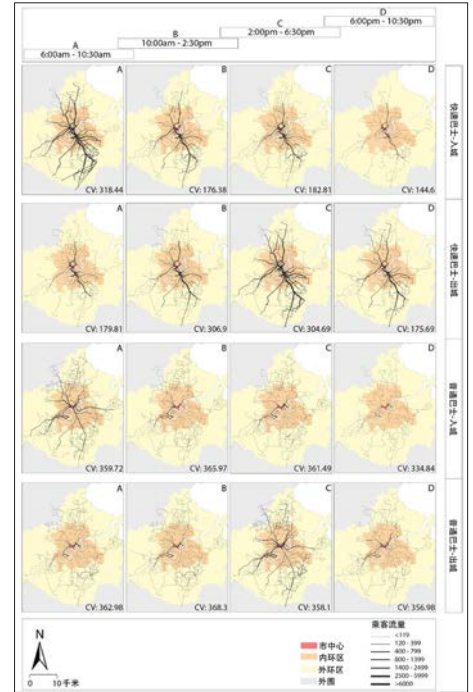 D
6:00pm - 10:30pm
C
2:00pm - 6:30pm
B
10:00am - 2:30pm
A
6:00am - 10:30am
A
B
C
D
快速巴士-入城
CV: 318.44
CV: 176.38
CV: 182.81
CV: 144.6
A
B
C
D
快速巴士-出城
CV: 179.81
CV: 306.9
CV: 304.69
CV: 175.69
A
B
C
D
普通巴士-入城
CV: 359.72
CV: 365.97
CV: 361.49
CV: 334.84
A
B
C
D
普通巴士-出城
CV: 362.98
CV: 368.3
CV: 358.1
CV: 356.98
N
10千米
市中心
内环区
外环区
外围
乘客流量
<119
120 - 399
400 - 799
800 - 1399
1400 - 2499
2500 - 5999
>6000